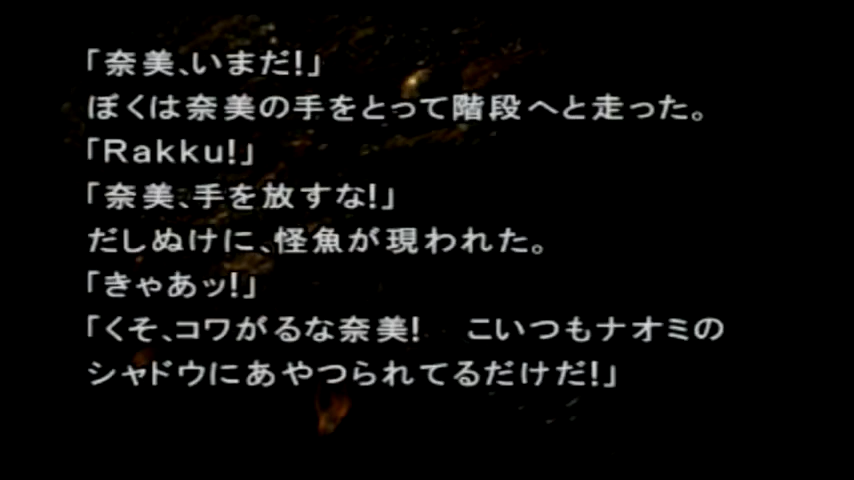 「奈美、いまだ!」
ぼくは奈美の手をとって階段へと走った。
「Rakku!」
「奈美、手を放すな!」
だしぬけに、怪魚が現われた。
「きゃあッ!」
「くそ、コワがるな奈美!　こいつもナオミの
シャドウにあやつられてるだけだ!」